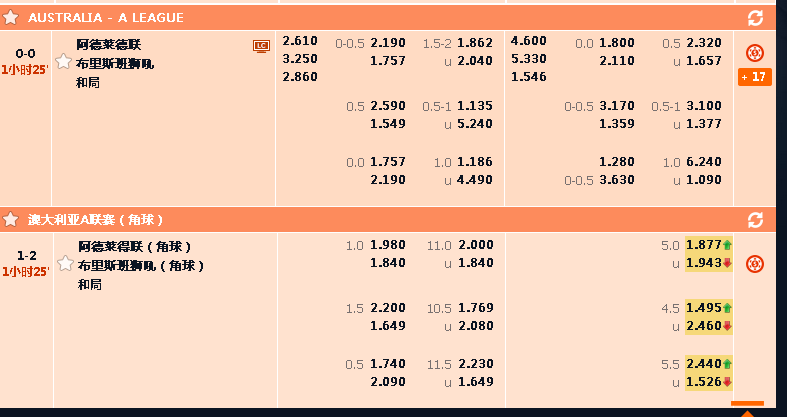 AUSTRALIA - A LEAGUE
0-0
1小时25'
阿德莱德联
布里斯班狮吼
和局
LC
2.610 0-0.5 2.190 1.5-2 1.862 4.600 0.0 1.800 0.5 2.320
3.250 1.757 u 2.040 5.330 2.110 u 1.657
2.860 1.546
+ 17
0.5 2.590 0.5-1 1.135 0-0.5 3.170 0.5-1 3.100
1.549 u 5.240 1.359 u 1.377
0.0 1.757 1.0 1.186 1.280 1.0 6.240
2.190 u 4.490 0-0.5 3.630 u 1.090
澳大利亚A联赛 ( 角球 )
1-2
1小时25'
阿德莱得联 ( 角球 )
布里斯班狮吼 ( 角球 )
和局
1.0 1.980 11.0 2.000 5.0 1.877
1.840 u 1.840 u 1.943
1.5 2.200 10.5 1.769 4.5 1.495
1.649 u 2.080 u 2.460
0.5 1.740 11.5 2.230 5.5 2.440
2.090 u 1.649 u 1.526